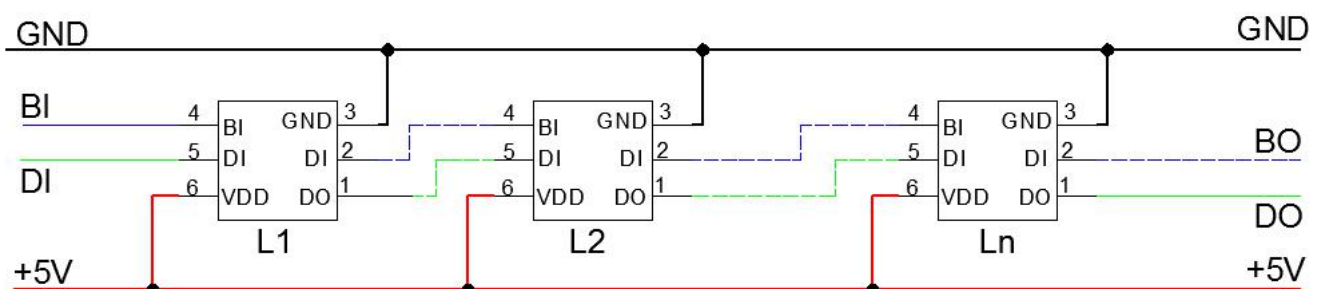 GND GND
BI 4 BI GND 3 4 BI GND 3 4 BI GND 3 BO
DI 5 DI DI 2 5 DI DI 2 5 DI DI 2
6 VDD DO 1 6 VDD DO 1 6 VDD DO 1 DO
L1 L2 Ln
+5V +5V